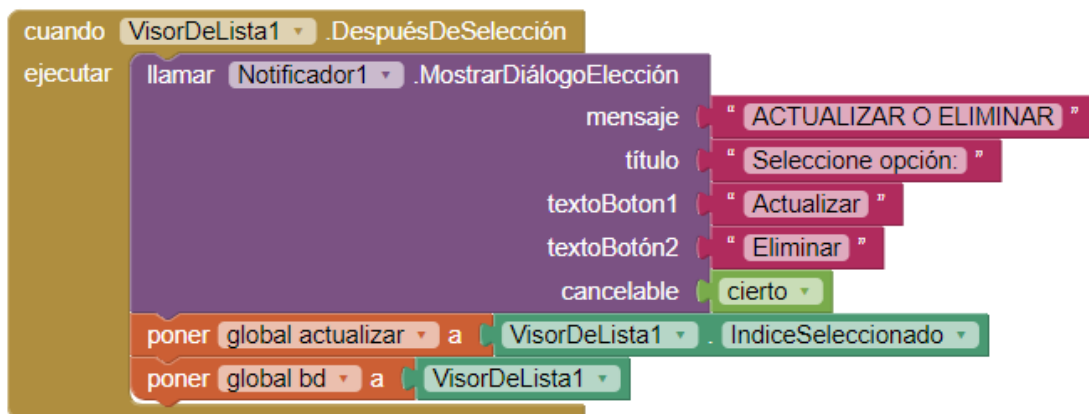 cuando VisorDeLista1 .DespuésDeSelección
ejecutar llamar Notificador1 .MostrarDiálogoElección
mensaje " ACTUALIZAR O ELIMINAR "
título " Seleccione opción: "
textoBoton1 " Actualizar "
textoBotón2 " Eliminar "
cancelable cierto
poner global actualizar a VisorDeLista1 . IndiceSeleccionado
poner global bd a VisorDeLista1